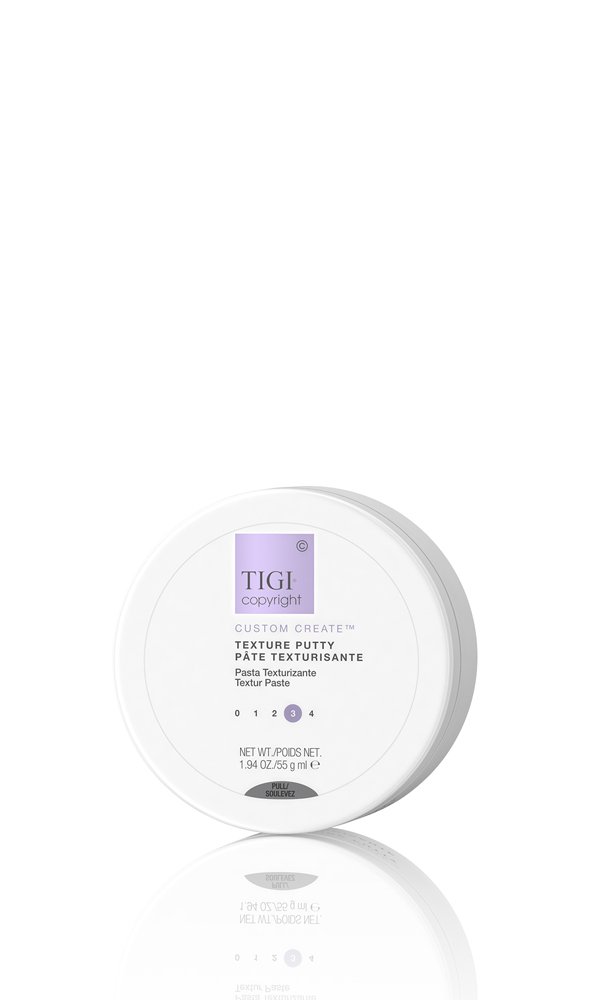 ©
TIGI®
copyright
CUSTOM CREATE™
TEXTURE PUTTY
PÂTE TEXTURISANTE
Pasta Texturizante
Textur Paste
0 1 2 3 4
NET WT./POIDS NET.
1.94 OZ./55 g ml ℮
PULL/
SOULEVEZ